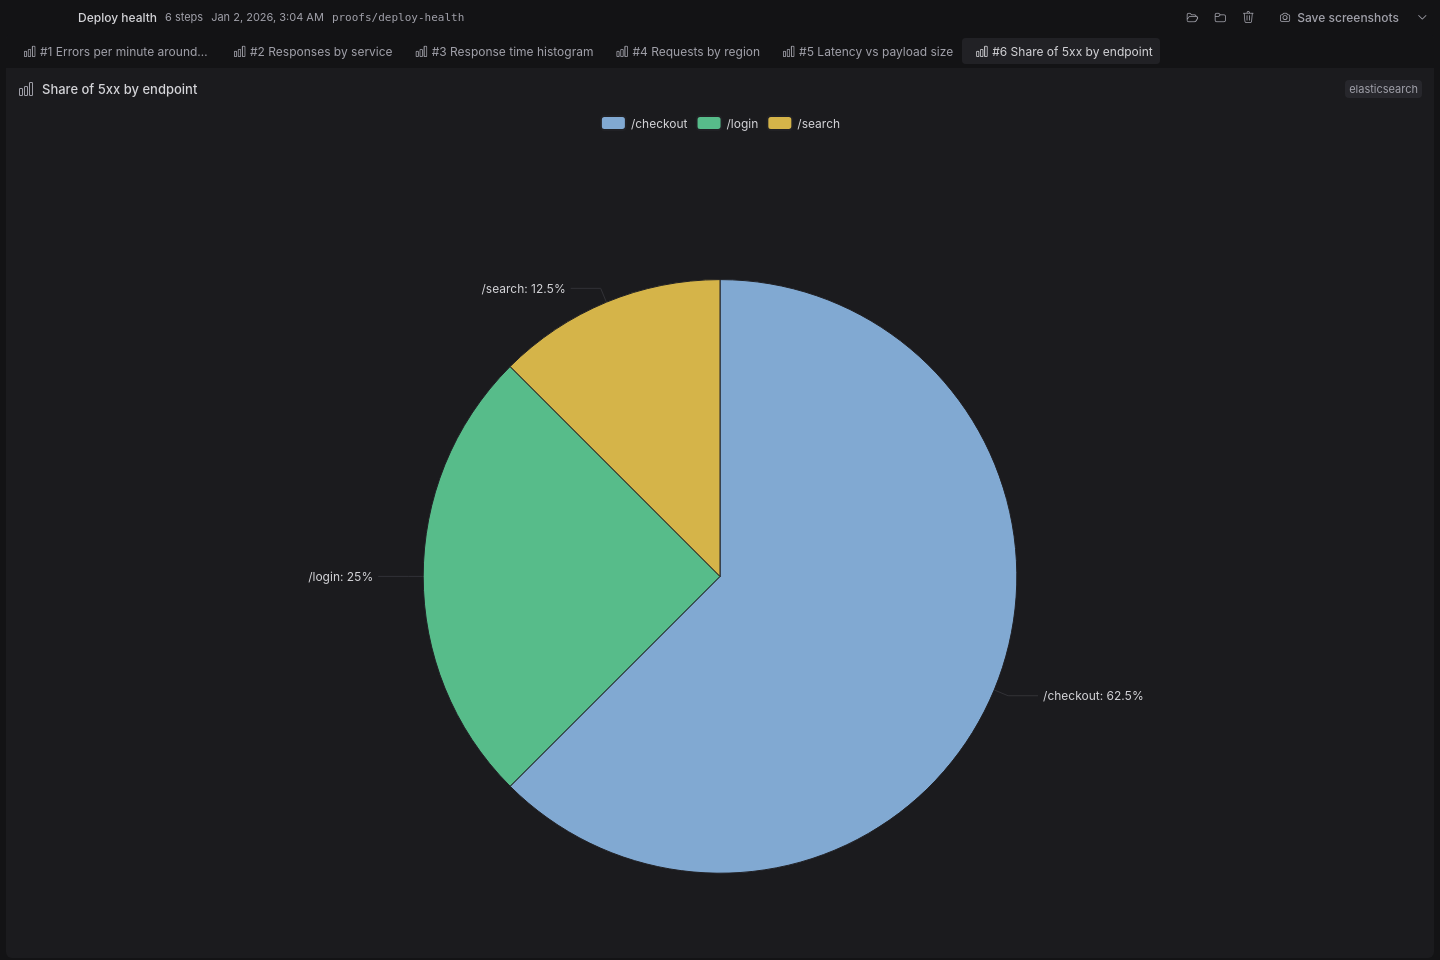 Deploy health 6 steps Jan 2, 2026, 3:04 AM proofs/deploy-health Save screenshots
#1 Errors per minute around... #2 Responses by service #3 Response time histogram #4 Requests by region #5 Latency vs payload size #6 Share of 5xx by endpoint
Share of 5xx by endpoint elasticsearch
/checkout /login /search
/search: 12.5%
/login: 25%
/checkout: 62.5%